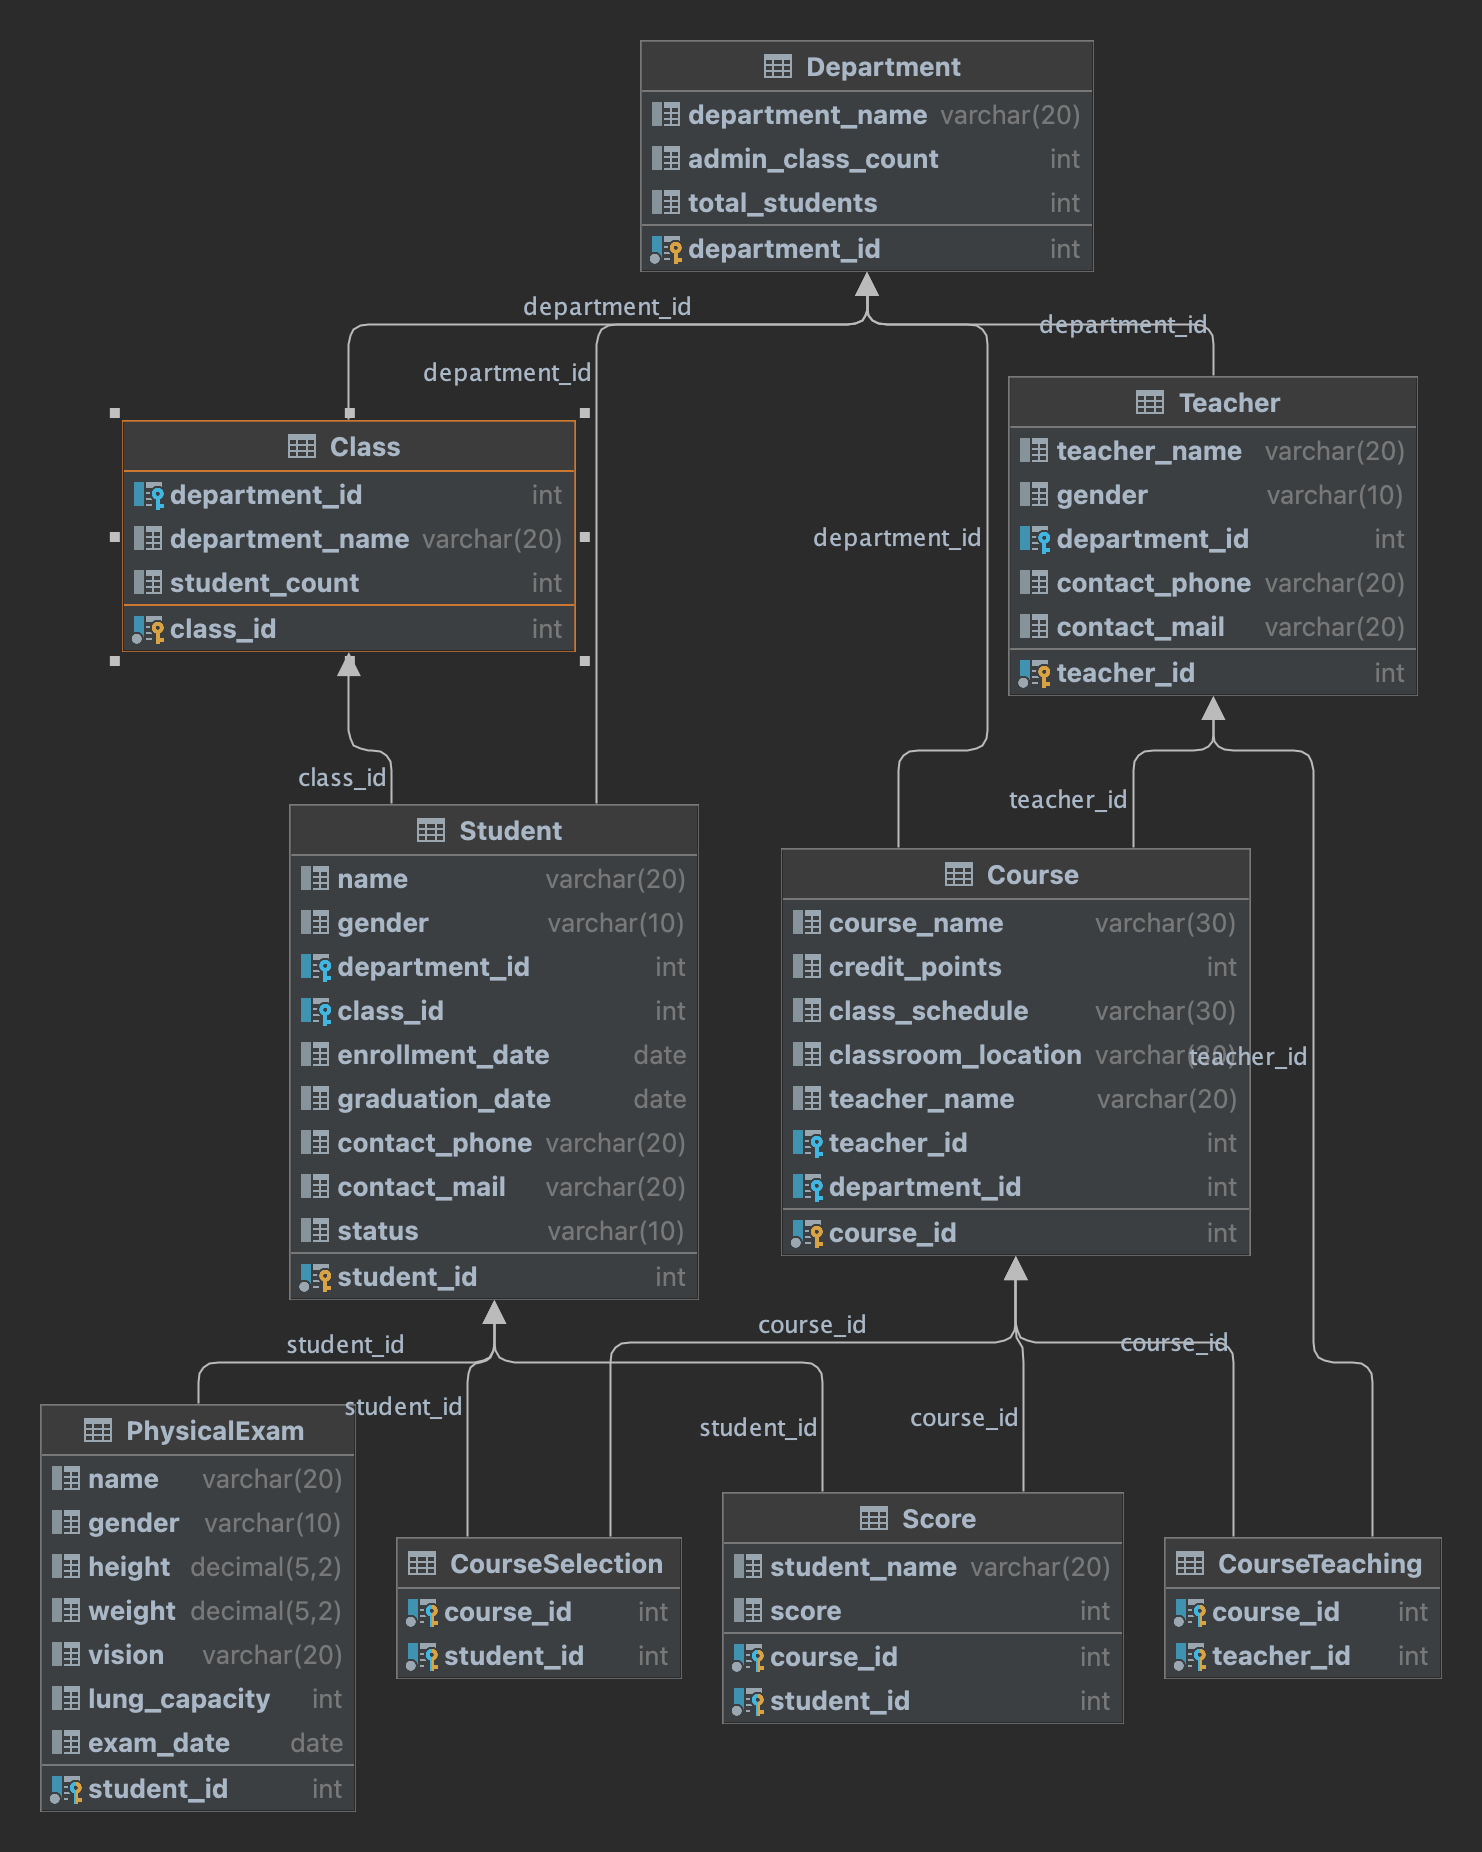 Department
department_name varchar(20)
admin_class_count int
total_students int
department_id int
department_id
department_id
department_id
department_id
Class
department_id int
department_name varchar(20)
student_count int
class_id int
Teacher
teacher_name varchar(20)
gender varchar(10)
department_id int
contact_phone varchar(20)
contact_mail varchar(20)
teacher_id int
class_id
teacher_id
teacher_id
Student
name varchar(20)
gender varchar(10)
department_id int
class_id int
enrollment_date date
graduation_date date
contact_phone varchar(20)
contact_mail varchar(20)
status varchar(10)
student_id int
Course
course_name varchar(30)
credit_points int
class_schedule varchar(30)
classroom_location
teacher_name varchar(20)
teacher_id int
department_id int
course_id int
student_id
student_id
student_id
course_id
course_id
course_id
PhysicalExam
name varchar(20)
gender varchar(10)
height decimal(5,2)
weight decimal(5,2)
vision varchar(20)
lung_capacity int
exam_date date
student_id int
CourseSelection
course_id int
student_id int
Score
student_name varchar(20)
score int
course_id int
student_id int
CourseTeaching
course_id int
teacher_id int